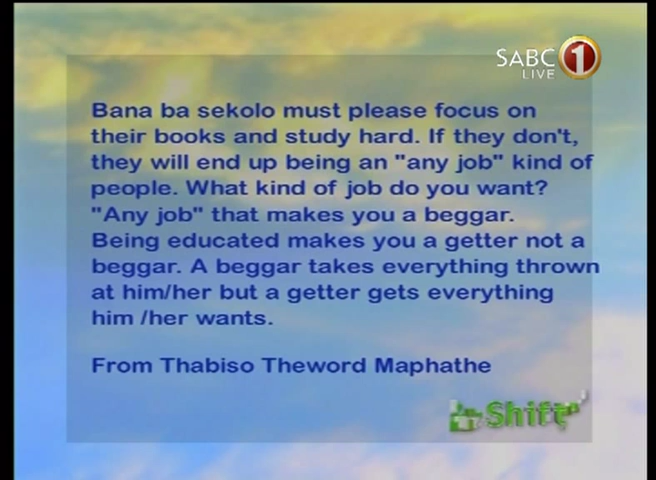 SABC 1
LIVE
Bana ba sekolo must please focus on
their books and study hard. If they don't,
they will end up being an "any job" kind of
people. What kind of job do you want?
"Any job" that makes you a beggar.
Being educated makes you a getter not a
beggar. A beggar takes everything thrown
at him/her but a getter gets everything
him /her wants.
From Thabiso Theword Maphathe
Shift